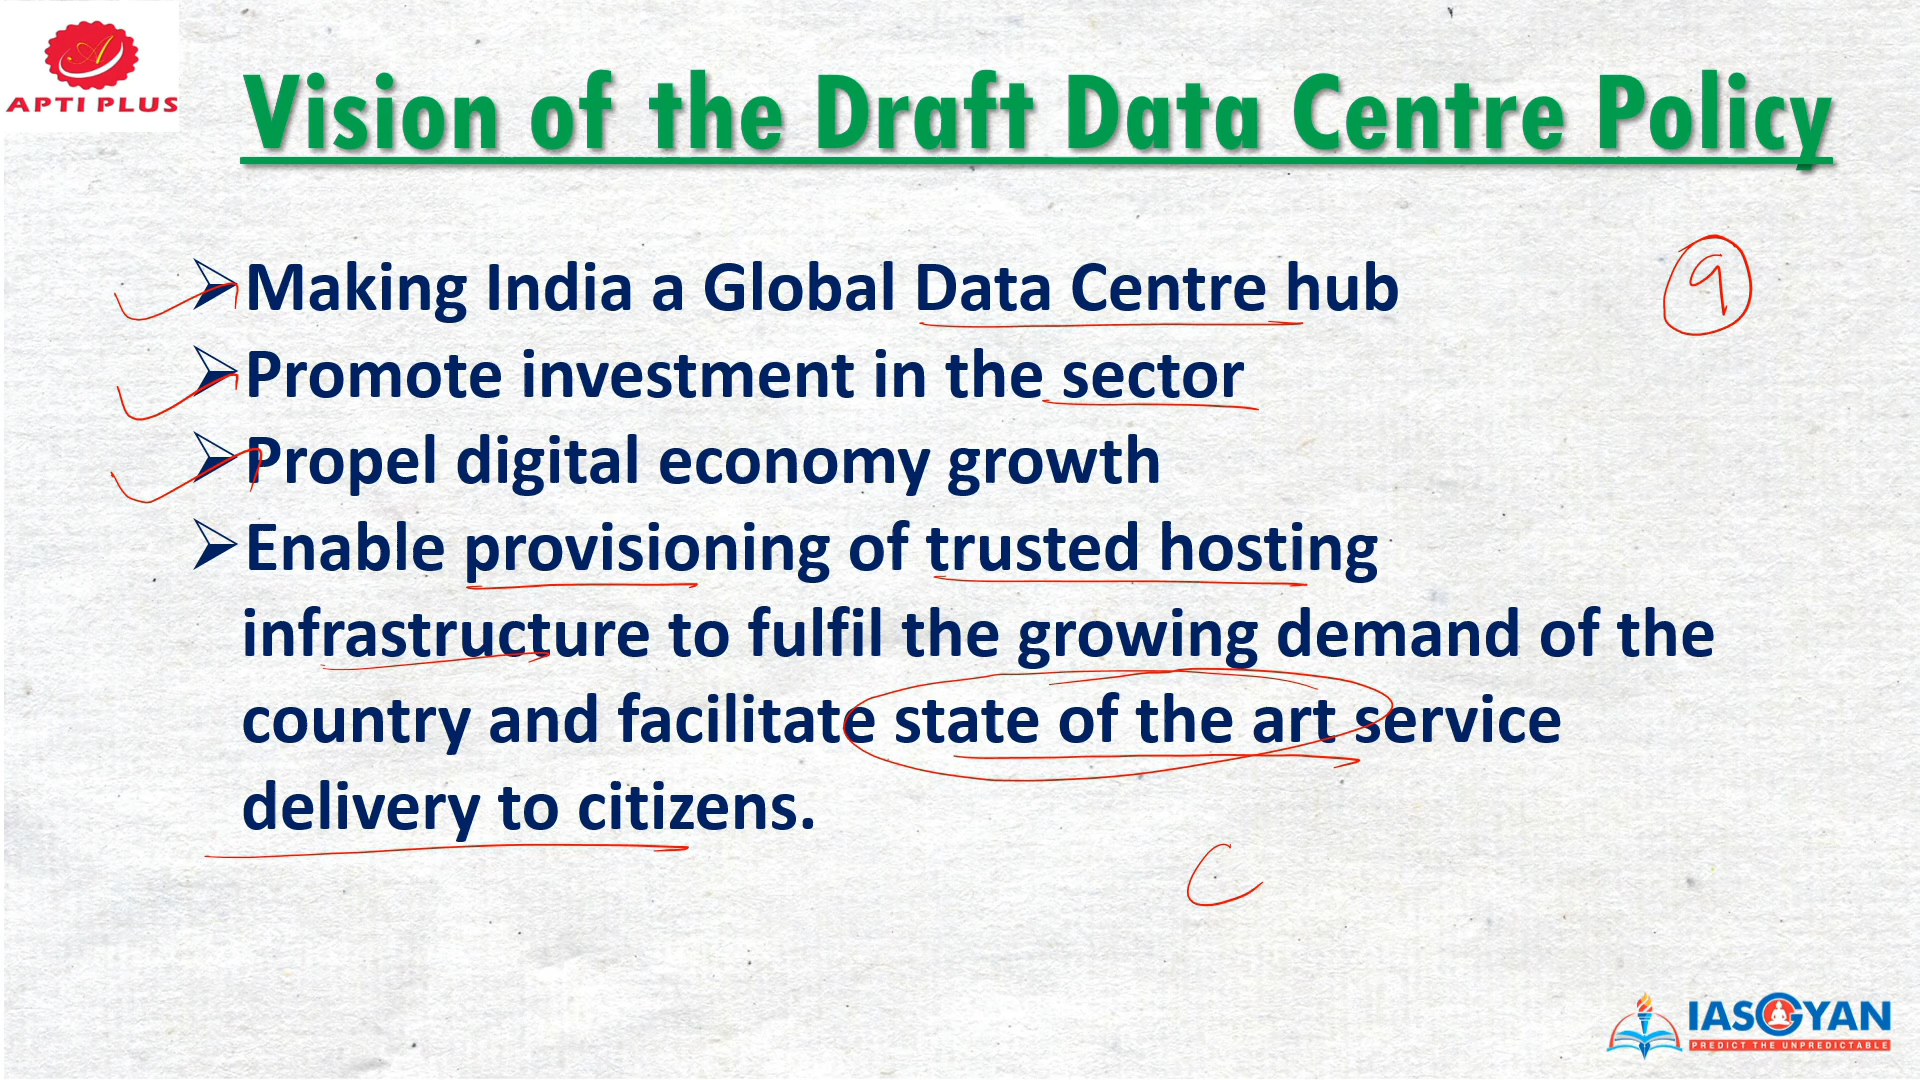 APTI PLUS
Vision of the Draft Data Centre Policy
Making India a Global Data Centre hub
9
Promote investment in the sector
Propel digital economy growth
Enable provisioning of trusted hosting
infrastructure to fulfil the growing demand of the
country and facilitate state of the art service
delivery to citizens.
C
IASGYAN
PREDICT THE UNPREDICTABLE